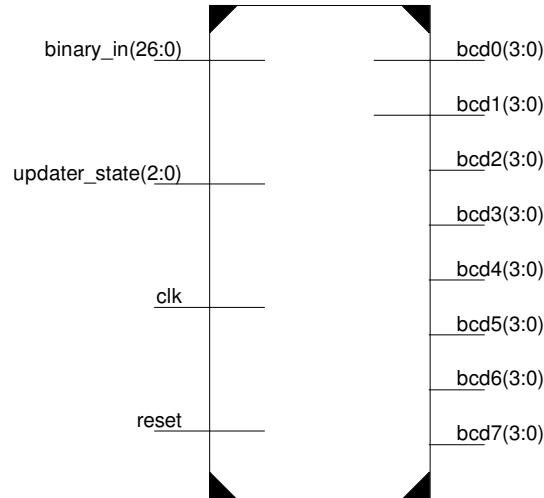 binary_in(26:0)
updater_state(2:0)
clk
reset
bcd0(3:0)
bcd1(3:0)
bcd2(3:0)
bcd3(3:0)
bcd4(3:0)
bcd5(3:0)
bcd6(3:0)
bcd7(3:0)